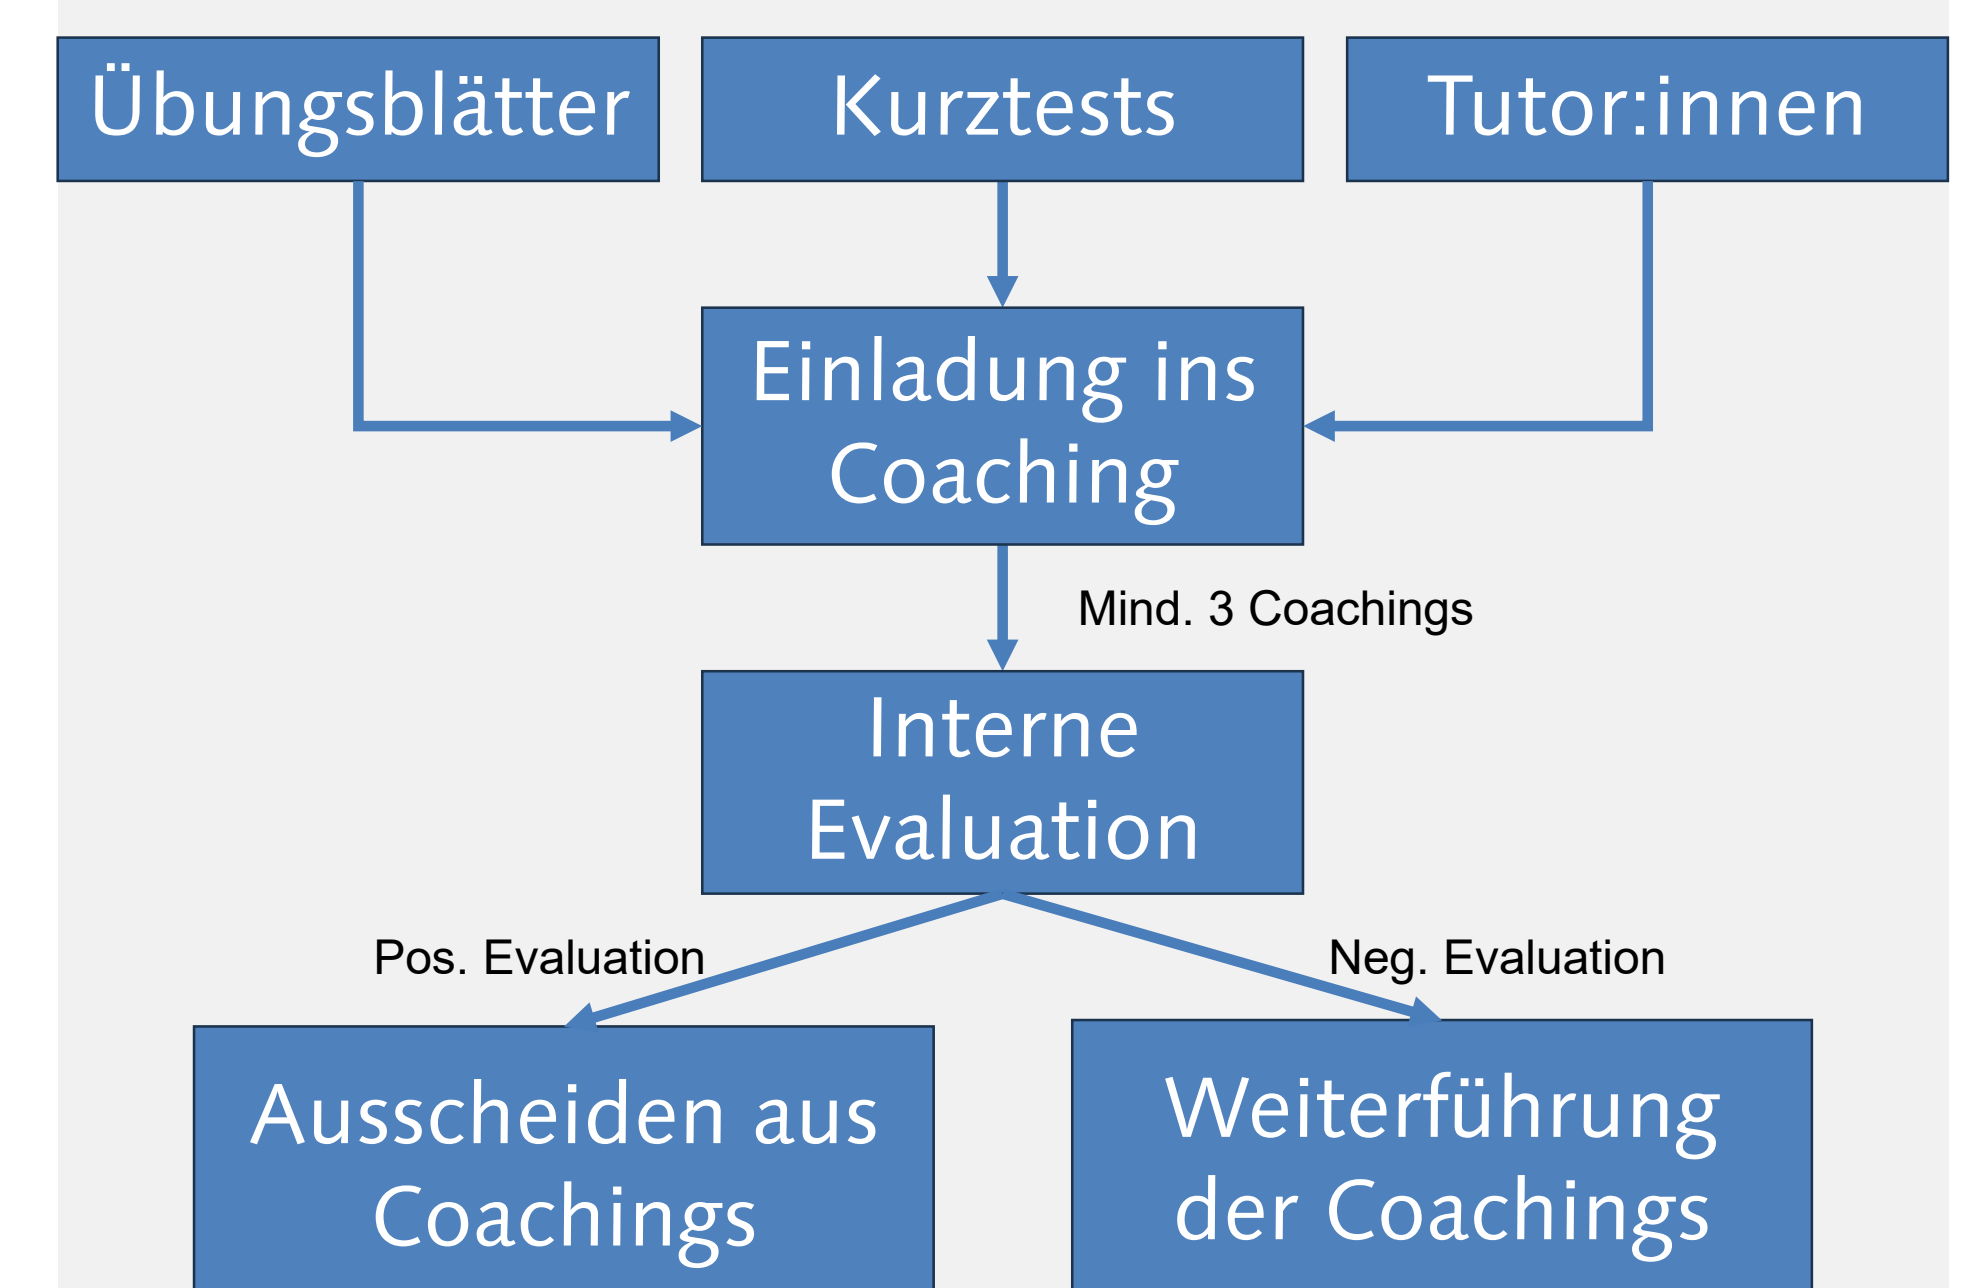 Übungsblätter
Kurztests
Tutor:innen
Einladung ins
Coaching
Mind. 3 Coachings
Interne
Evaluation
Pos. Evaluation
Neg. Evaluation
Ausscheiden aus
Coachings
Weiterführung
der Coachings